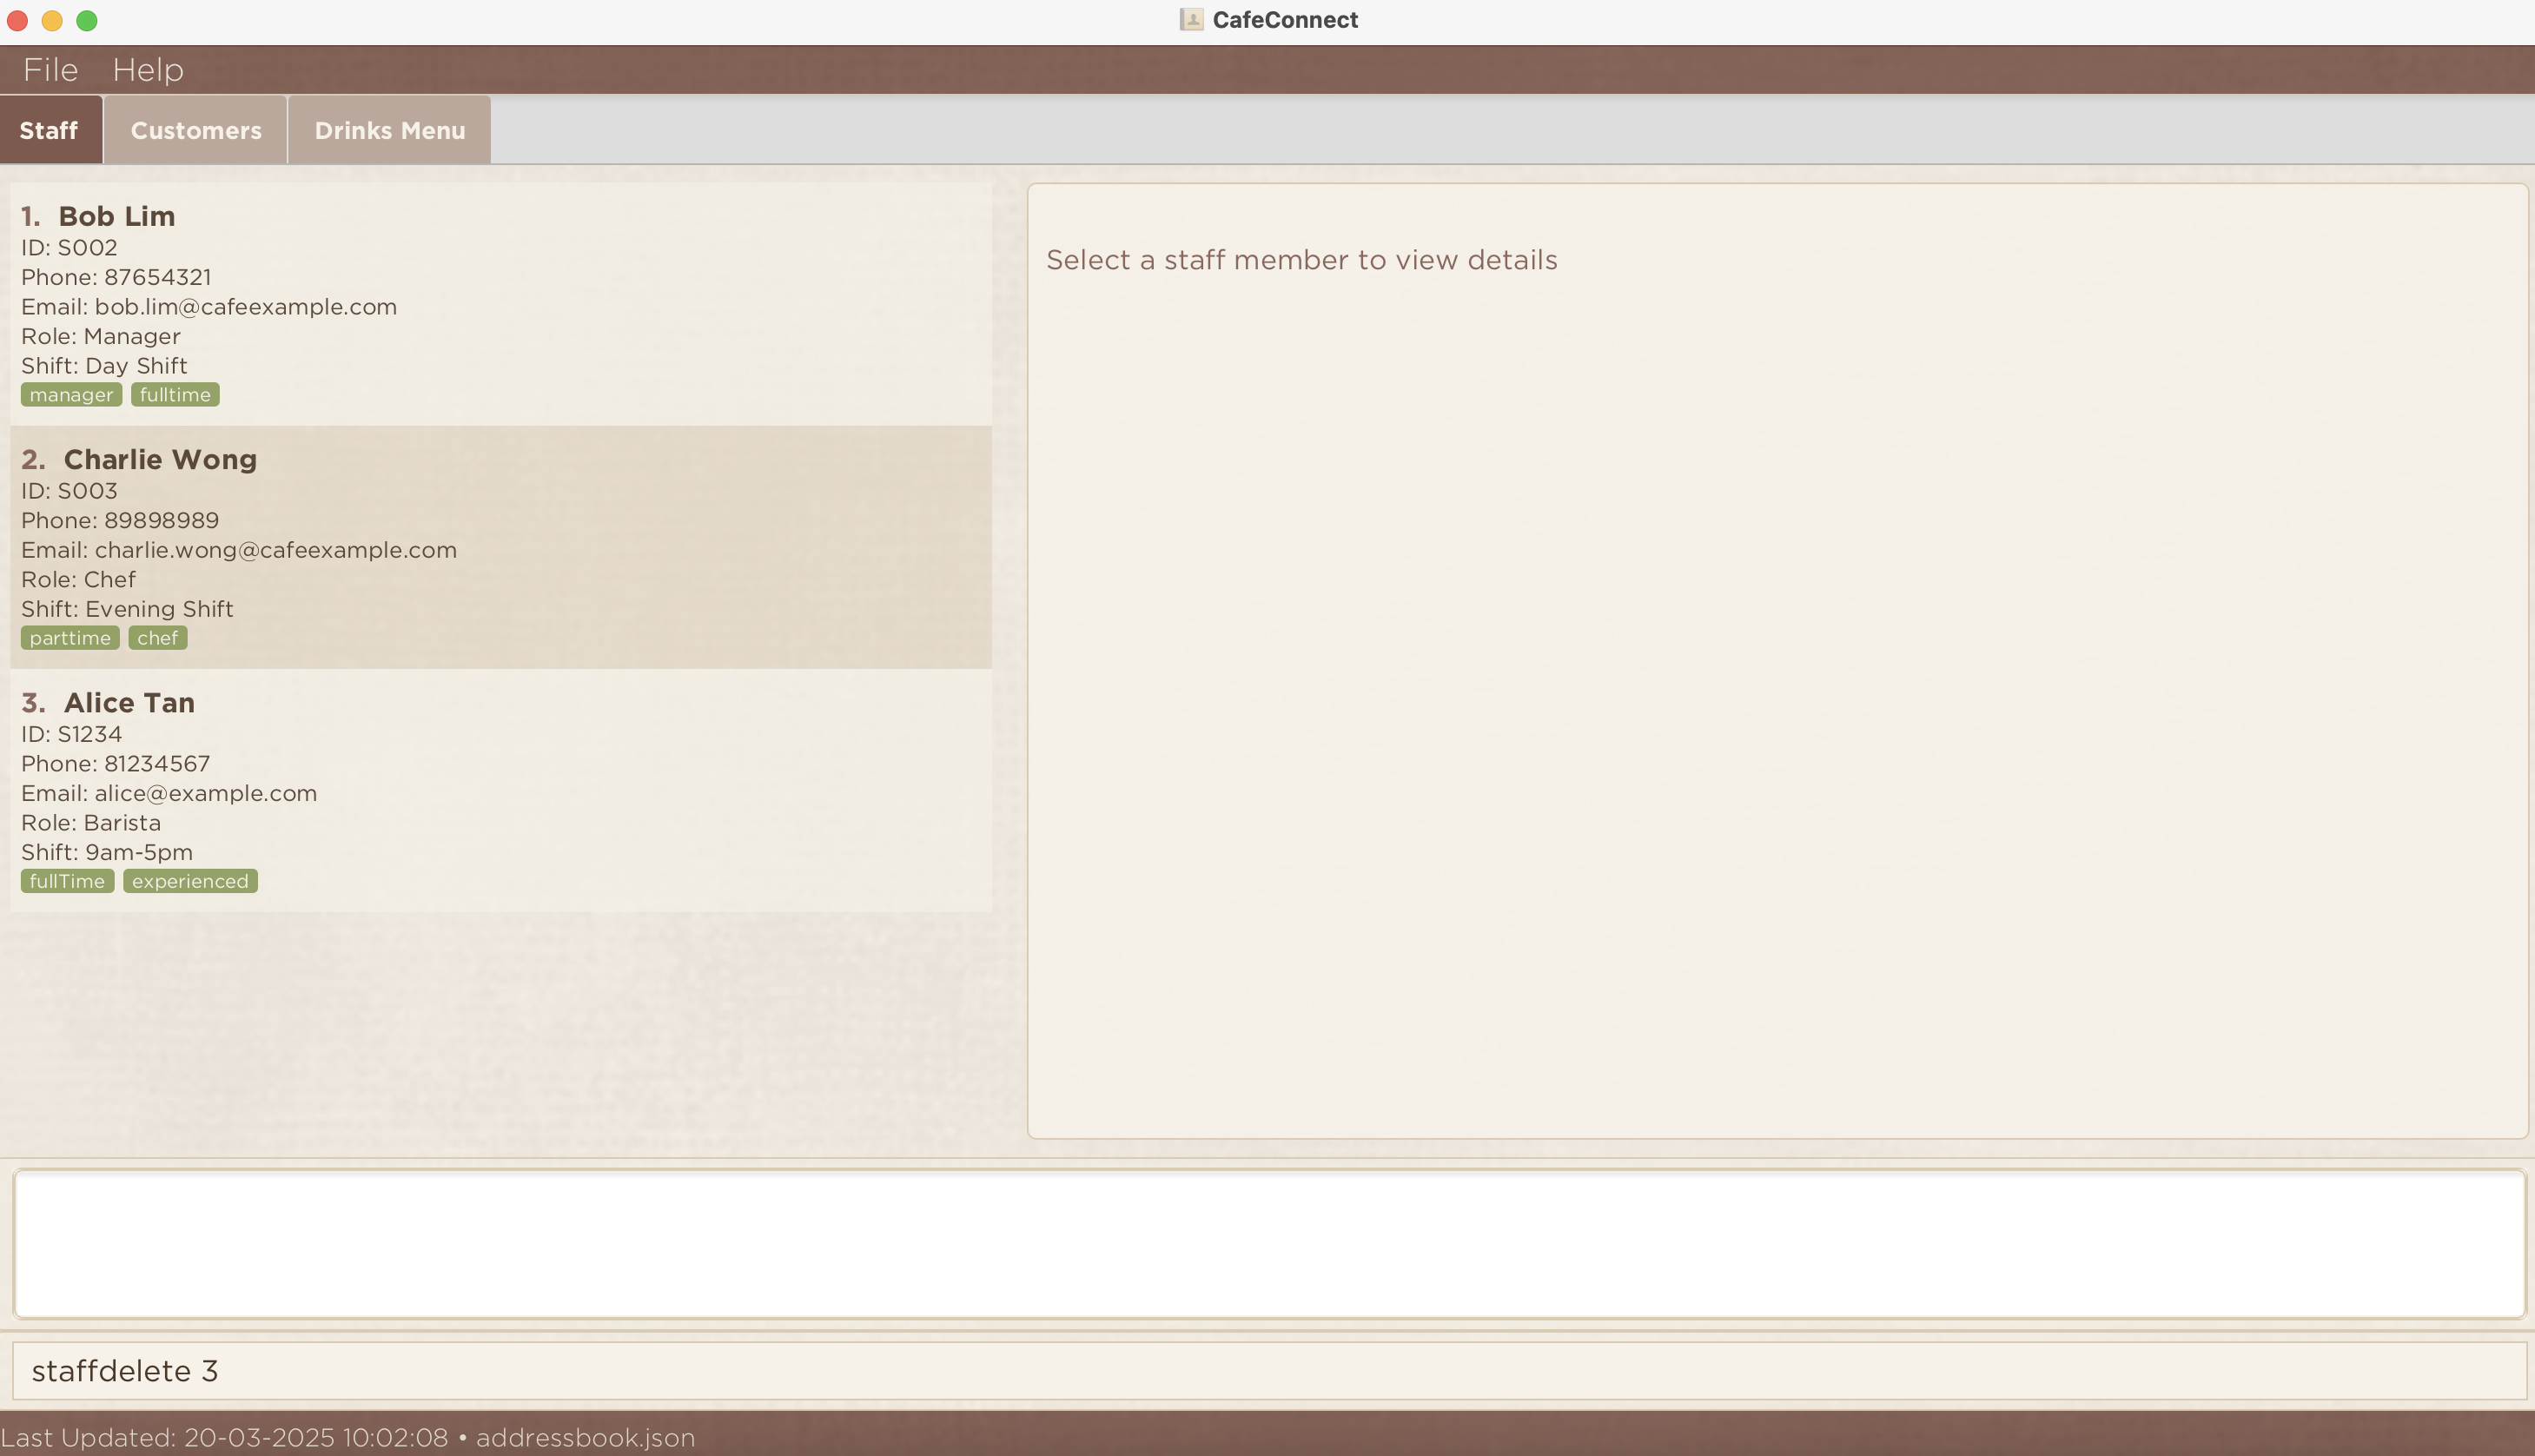 CafeConnect
File Help
Staff Customers Drinks Menu
1. Bob Lim
ID: S002
Phone: 87654321
Email: bob.lim@cafeexample.com
Role: Manager
Shift: Day Shift
manager fulltime
2. Charlie Wong
ID: S003
Phone: 89898989
Email: charlie.wong@cafeexample.com
Role: Chef
Shift: Evening Shift
parttime chef
3. Alice Tan
ID: S1234
Phone: 81234567
Email: alice@example.com
Role: Barista
Shift: 9am-5pm
fullTime experienced
Select a staff member to view details
staffdelete 3
Last Updated: 20-03-2025 10:02:08 • addressbook.json